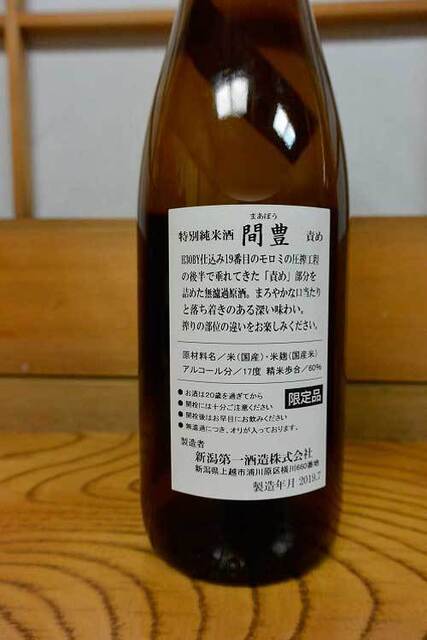 まあほう
特別純米酒 間豊 責め
H30BY仕込み19番目のモロミの圧搾工程
の後半で垂れてきた「責め」部分を
詰めた無濾過原酒。まろやかな口当たり
と落ち着きのある深い味わい。
搾りの部位の違いをお楽しみください。
原材料名／米（国産）・米麹（国産米）
アルコール分／17度 精米歩合／60%
●お酒は20歳を過ぎてから
●開栓には十分ご注意ください
●開栓後はお早目にお飲みください
●無濾過につき、オリが入っております。
限定品
製造者
新潟第一酒造株式会社
新潟県上越市浦川原区横川660番地
製造年月 2019.7